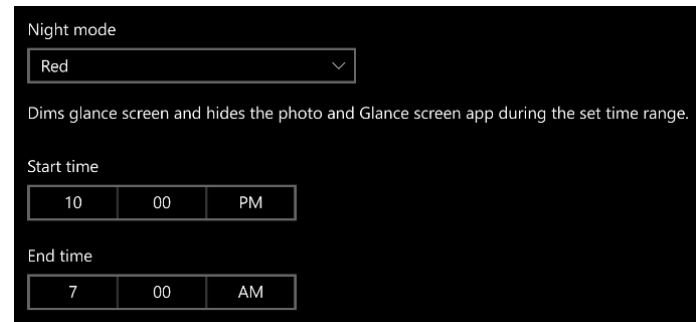 Night mode
Red
Dims glance screen and hides the photo and Glance screen app during the set time range.
Start time
10 00 PM
End time
7 00 AM